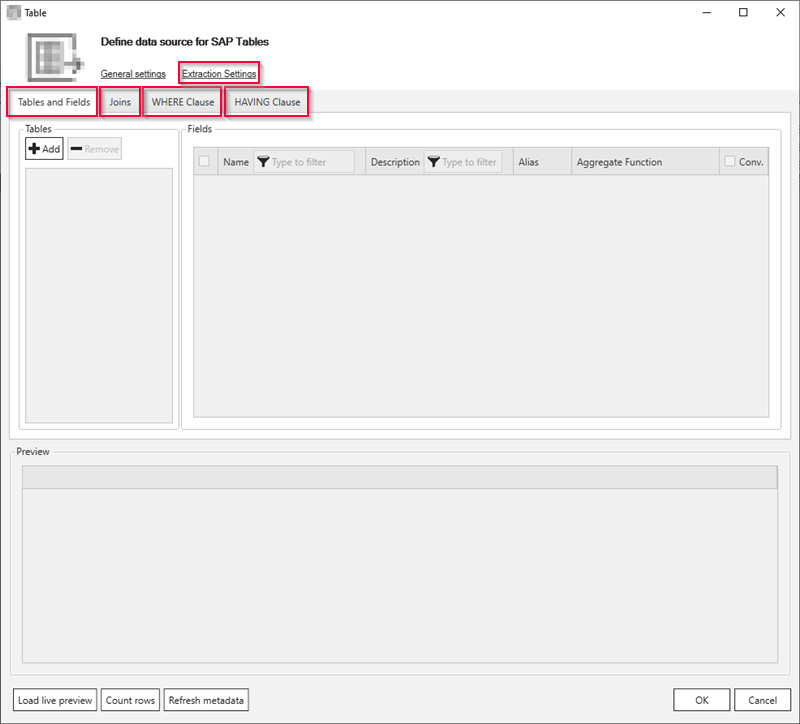 Table
Define data source for SAP Tables
General settings Extraction Settings
Tables and Fields Joins WHERE Clause HAVING Clause
Tables
Add Remove
Fields
Name Type to filter Description Type to filter Alias Aggregate Function Conv.
Preview
Load live preview Count rows Refresh metadata OK Cancel